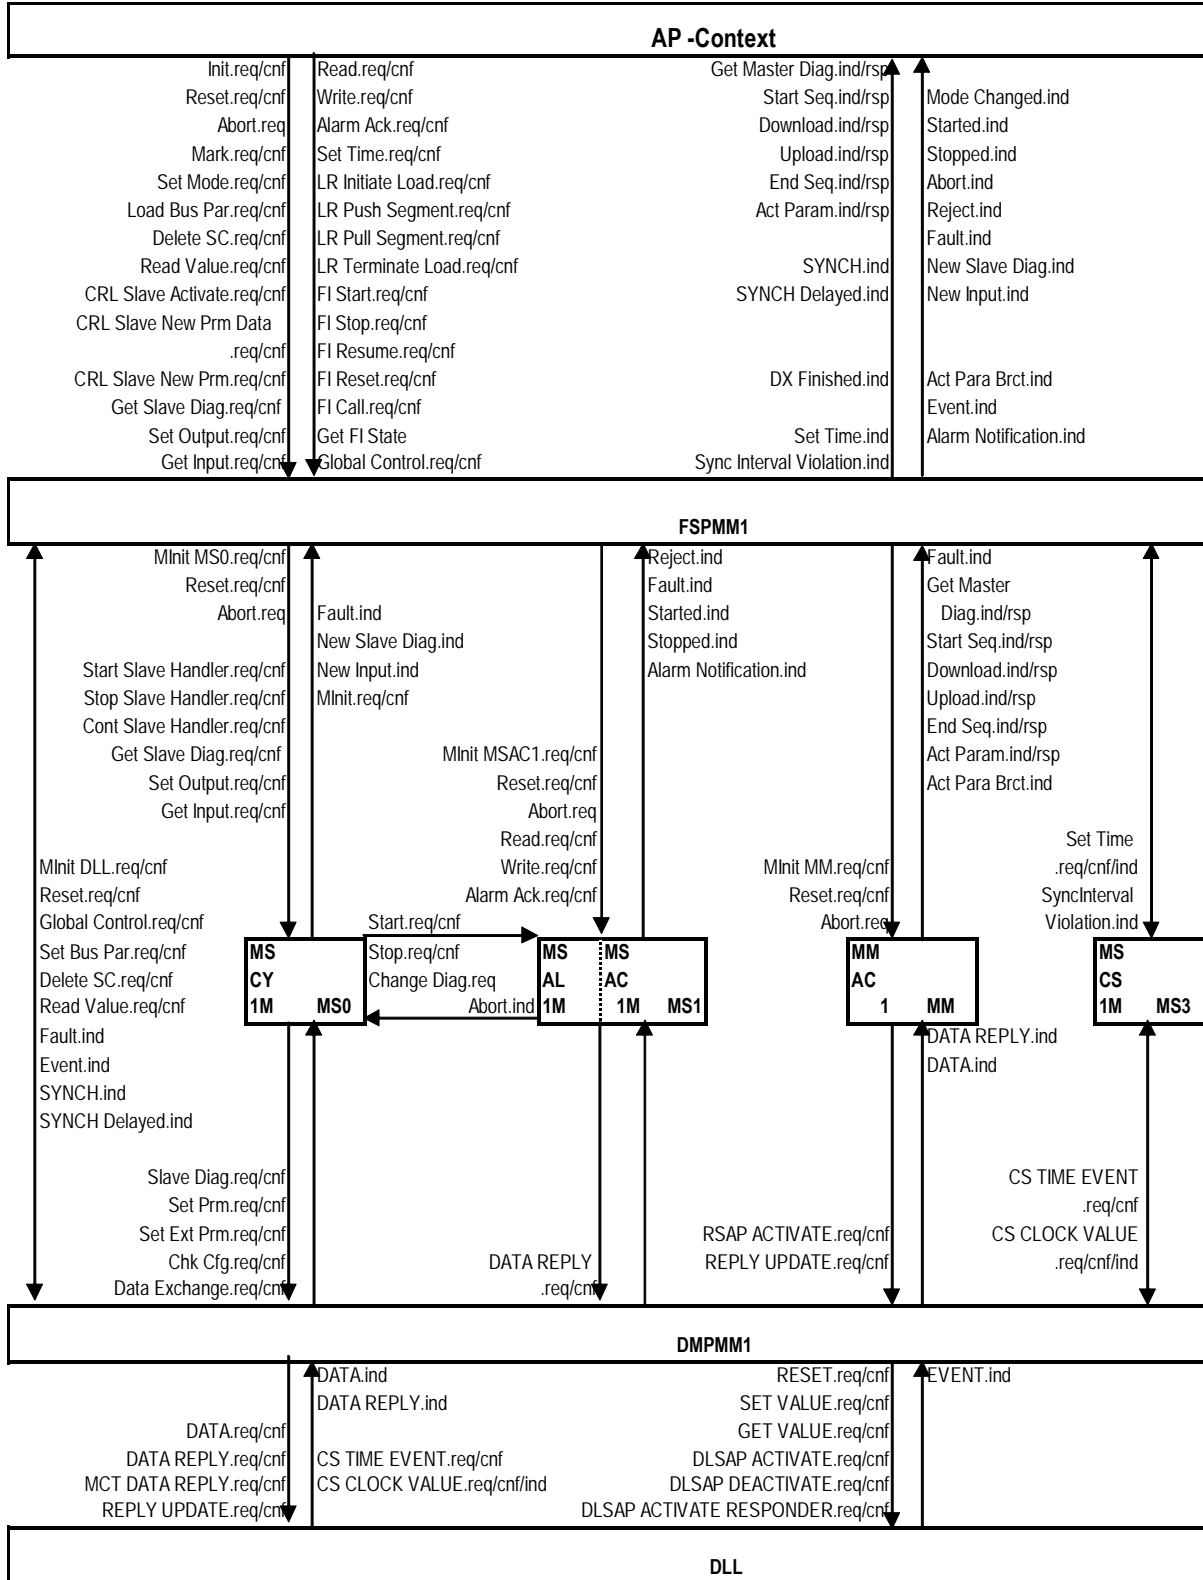 AP -Context
Init.req/cnf
Reset.req/cnf
Abort.req
Mark.req/cnf
Set Mode.req/cnf
Load Bus Par.req/cnf
Delete SC.req/cnf
Read Value.req/cnf
CRL Slave Activate.req/cnf
CRL Slave New Prm Data
.req/cnf
CRL Slave New Prm.req/cnf
Get Slave Diag.req/cnf
Set Output.req/cnf
Get Input.req/cnf
Read.req/cnf
Write.req/cnf
Alarm Ack.req/cnf
Set Time.req/cnf
LR Initiate Load.req/cnf
LR Push Segment.req/cnf
LR Pull Segment.req/cnf
LR Terminate Load.req/cnf
FI Start.req/cnf
FI Stop.req/cnf
FI Resume.req/cnf
FI Reset.req/cnf
FI Call.req/cnf
Get FI State
Global Control.req/cnf
Get Master Diag.ind/rsp
Start Seq.ind/rsp
Download.ind/rsp
Upload.ind/rsp
End Seq.ind/rsp
Act Param.ind/rsp
SYNCH.ind
SYNCH Delayed.ind
DX Finished.ind
Set Time.ind
Sync Interval Violation.ind
Mode Changed.ind
Started.ind
Stopped.ind
Abort.ind
Reject.ind
Fault.ind
New Slave Diag.ind
New Input.ind
Act Para Brct.ind
Event.ind
Alarm Notification.ind
FSPMM1
MInit DLL.req/cnf
Reset.req/cnf
Global Control.req/cnf
Set Bus Par.req/cnf
Delete SC.req/cnf
Read Value.req/cnf
Fault.ind
Event.ind
SYNCH.ind
SYNCH Delayed.ind
MInit MS0.req/cnf
Reset.req/cnf
Abort.req
Start Slave Handler.req/cnf
Stop Slave Handler.req/cnf
Cont Slave Handler.req/cnf
Get Slave Diag.req/cnf
Set Output.req/cnf
Get Input.req/cnf
Fault.ind
New Slave Diag.ind
New Input.ind
MInit.req/cnf
MInit MSAC1.req/cnf
Reset.req/cnf
Abort.req
Read.req/cnf
Write.req/cnf
Alarm Ack.req/cnf
Reject.ind
Fault.ind
Started.ind
Stopped.ind
Alarm Notification.ind
MInit MM.req/cnf
Reset.req/cnf
Abort.req
Fault.ind
Get Master
Diag.ind/rsp
Start Seq.ind/rsp
Download.ind/rsp
Upload.ind/rsp
End Seq.ind/rsp
Act Param.ind/rsp
Act Para Brct.ind
Set Time
.req/cnf/ind
SyncInterval
Violation.ind
MS
CY
1M MS0
Start.req/cnf
Stop.req/cnf
Change Diag.req
Abort.ind
MS MS
AL AC
1M 1M MS1
MM
AC
1 MM
MS
CS
1M MS3
Slave Diag.req/cnf
Set Prm.req/cnf
Set Ext Prm.req/cnf
Chk Cfg.req/cnf
Data Exchange.req/cnf
DATA REPLY
.req/cnf
RSAP ACTIVATE.req/cnf
REPLY UPDATE.req/cnf
DATA REPLY.ind
DATA.ind
CS TIME EVENT
.req/cnf
CS CLOCK VALUE
.req/cnf/ind
DMPMM1
DATA.req/cnf
DATA REPLY.req/cnf
MCT DATA REPLY.req/cnf
REPLY UPDATE.req/cnf
DATA.ind
DATA REPLY.ind
CS TIME EVENT.req/cnf
CS CLOCK VALUE.req/cnf/ind
RESET.req/cnf
SET VALUE.req/cnf
GET VALUE.req/cnf
DLSAP ACTIVATE.req/cnf
DLSAP DEACTIVATE.req/cnf
DLSAP ACTIVATE RESPONDER.req/cnf
EVENT.ind
DLL